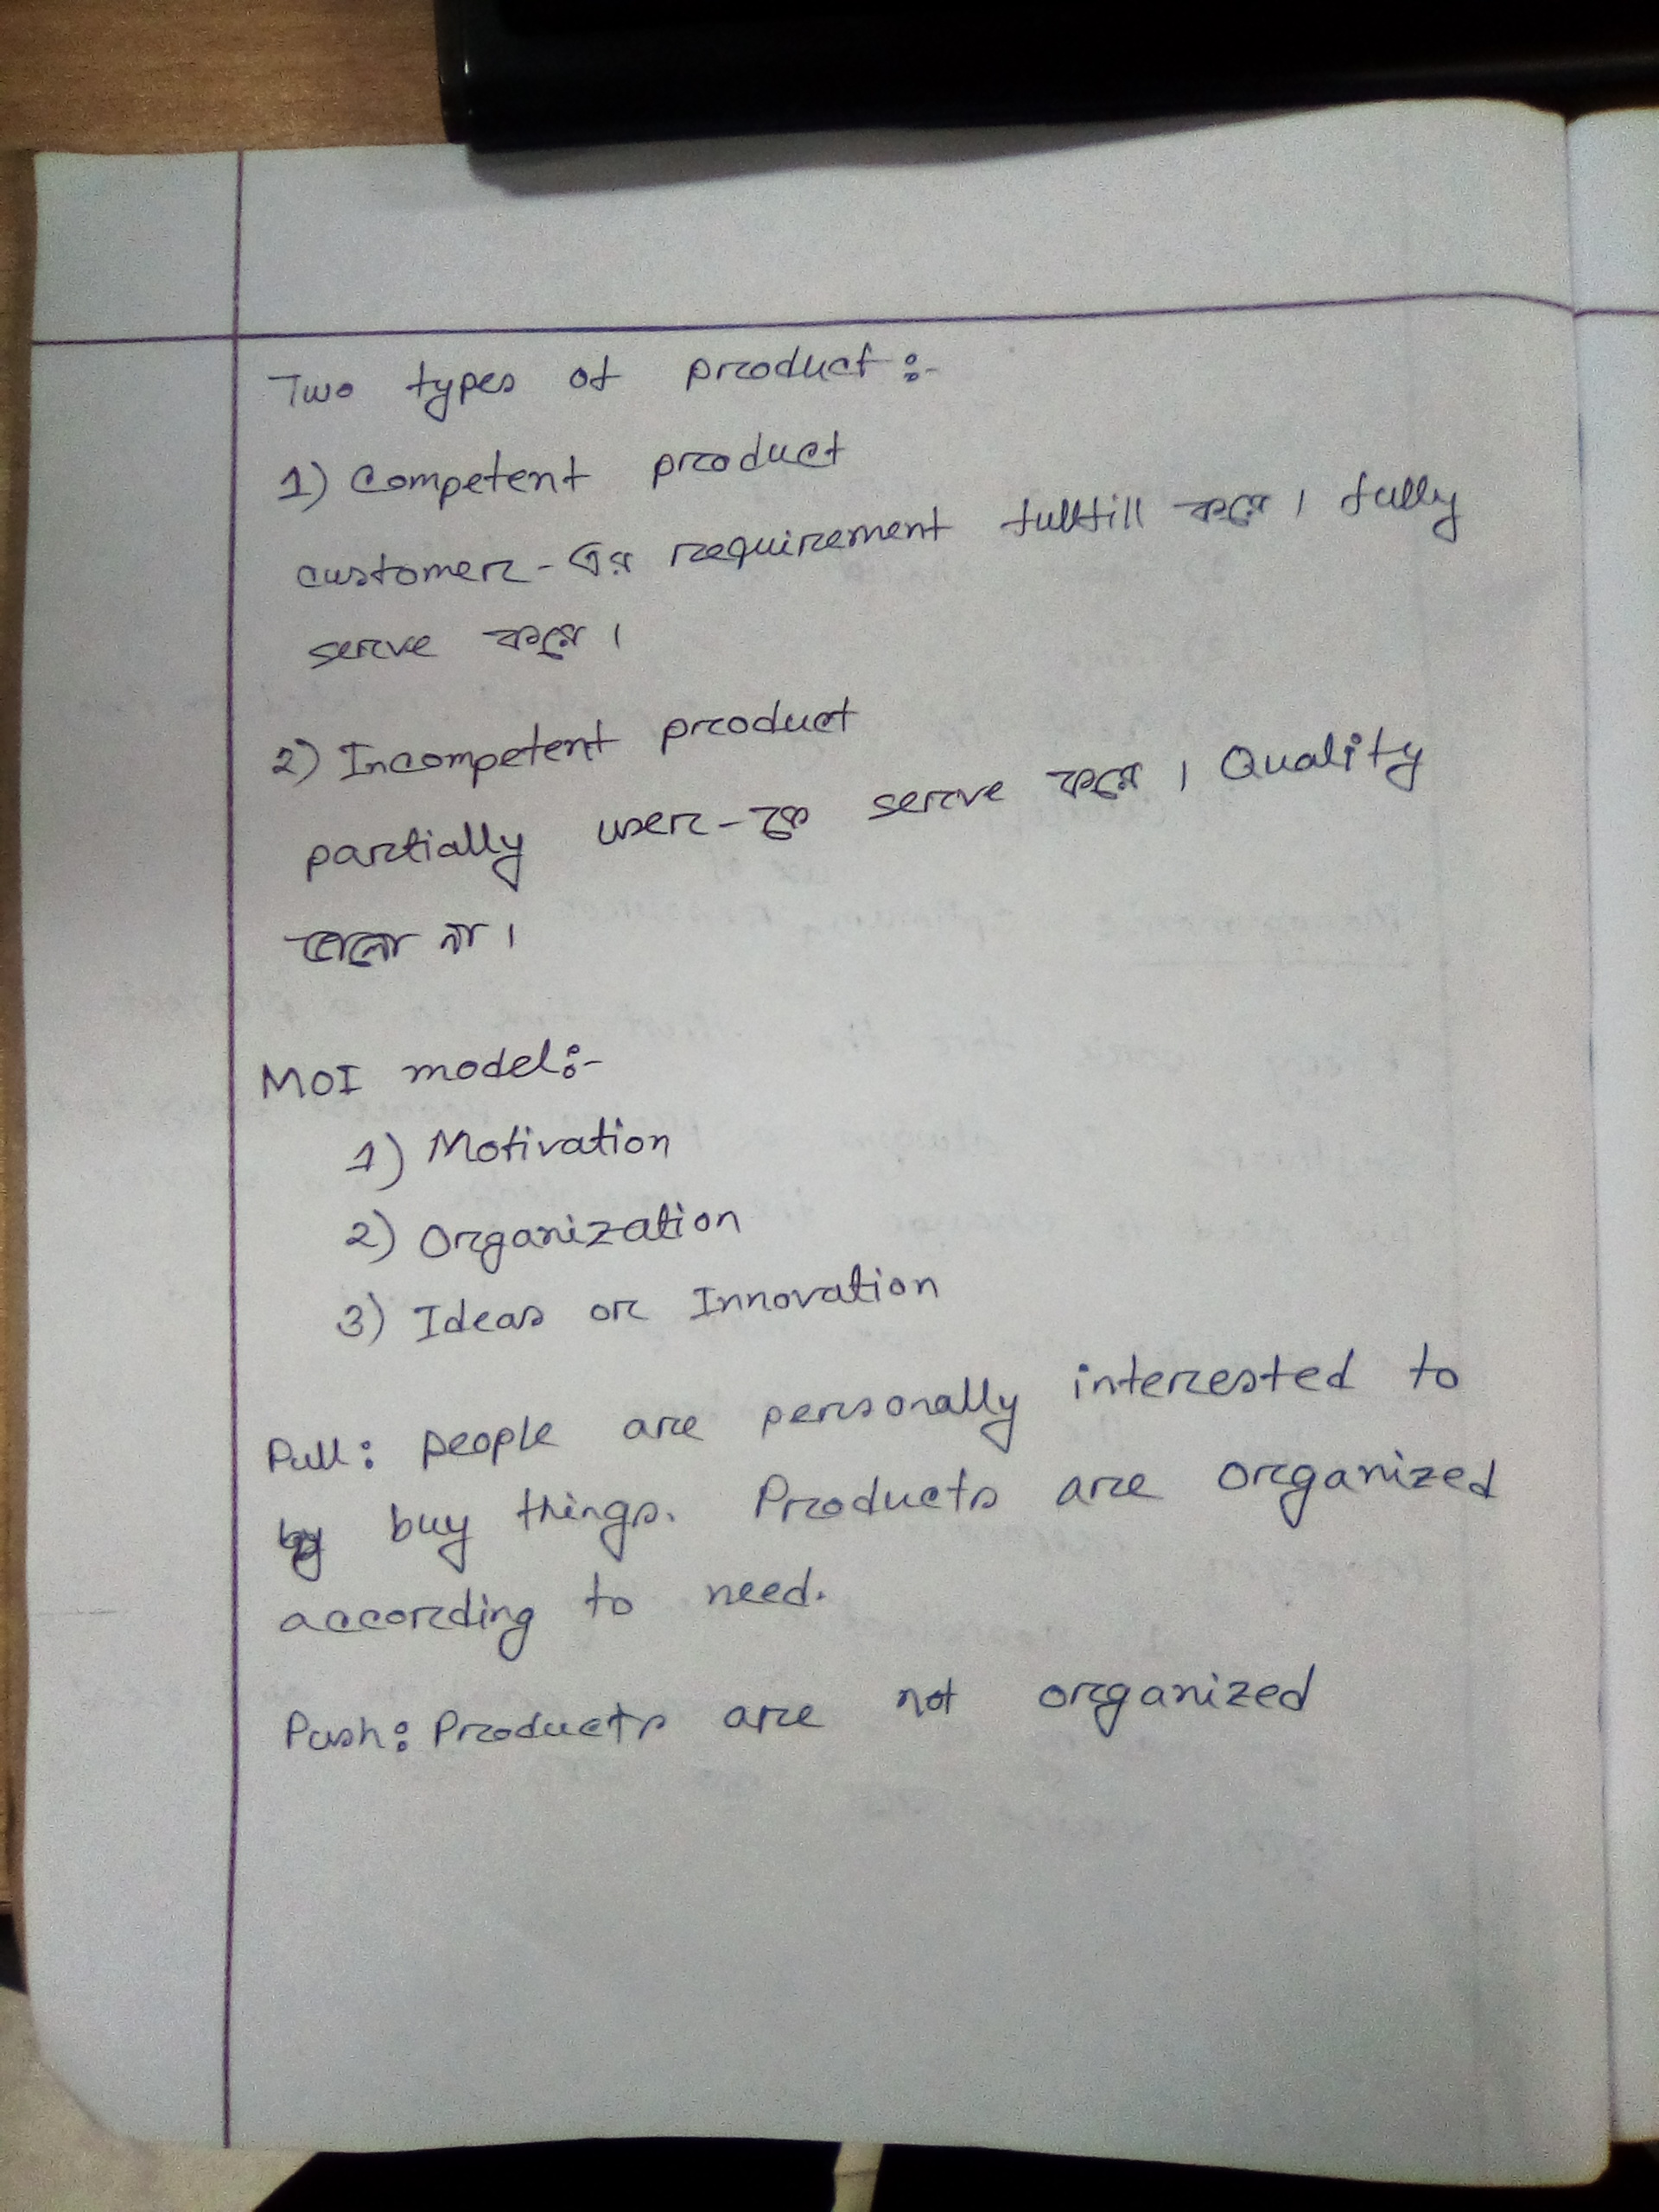 Two types of product :-
1) Competent product
customer-এর requirement fullfill করে। fully
serve করে।
2) Incompetent product
partially user-কে serve করে। Quality
ভালো না।
MOI model:-
1) Motivation
2) Organization
3) Ideas or Innovation
Pull: people are personally interested to
buy things. Products are organized
according to need.
Push: Products are not organized